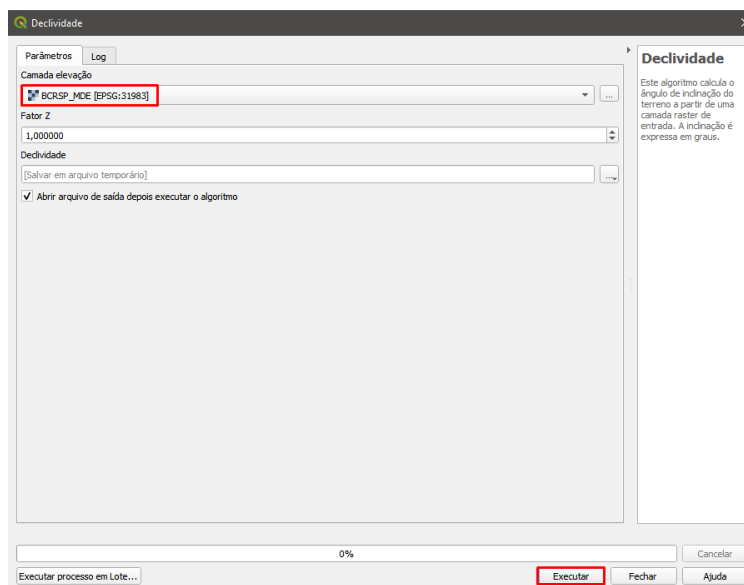 Declividade
Parâmetros
Log
Camada elevação
BCRSP_MDE [EPSG:31983]
...
Fator Z
1,000000
Declividade
[Salvar em arquivo temporário]
...
Abrir arquivo de saída depois executar o algoritmo
Declividade
Este algoritmo calcula o
ângulo de inclinação do
terreno a partir de uma
camada raster de
entrada. A inclinação é
expressa em graus.
0%
Cancelar
Executar processo em Lote...
Executar
Fechar
Ajuda